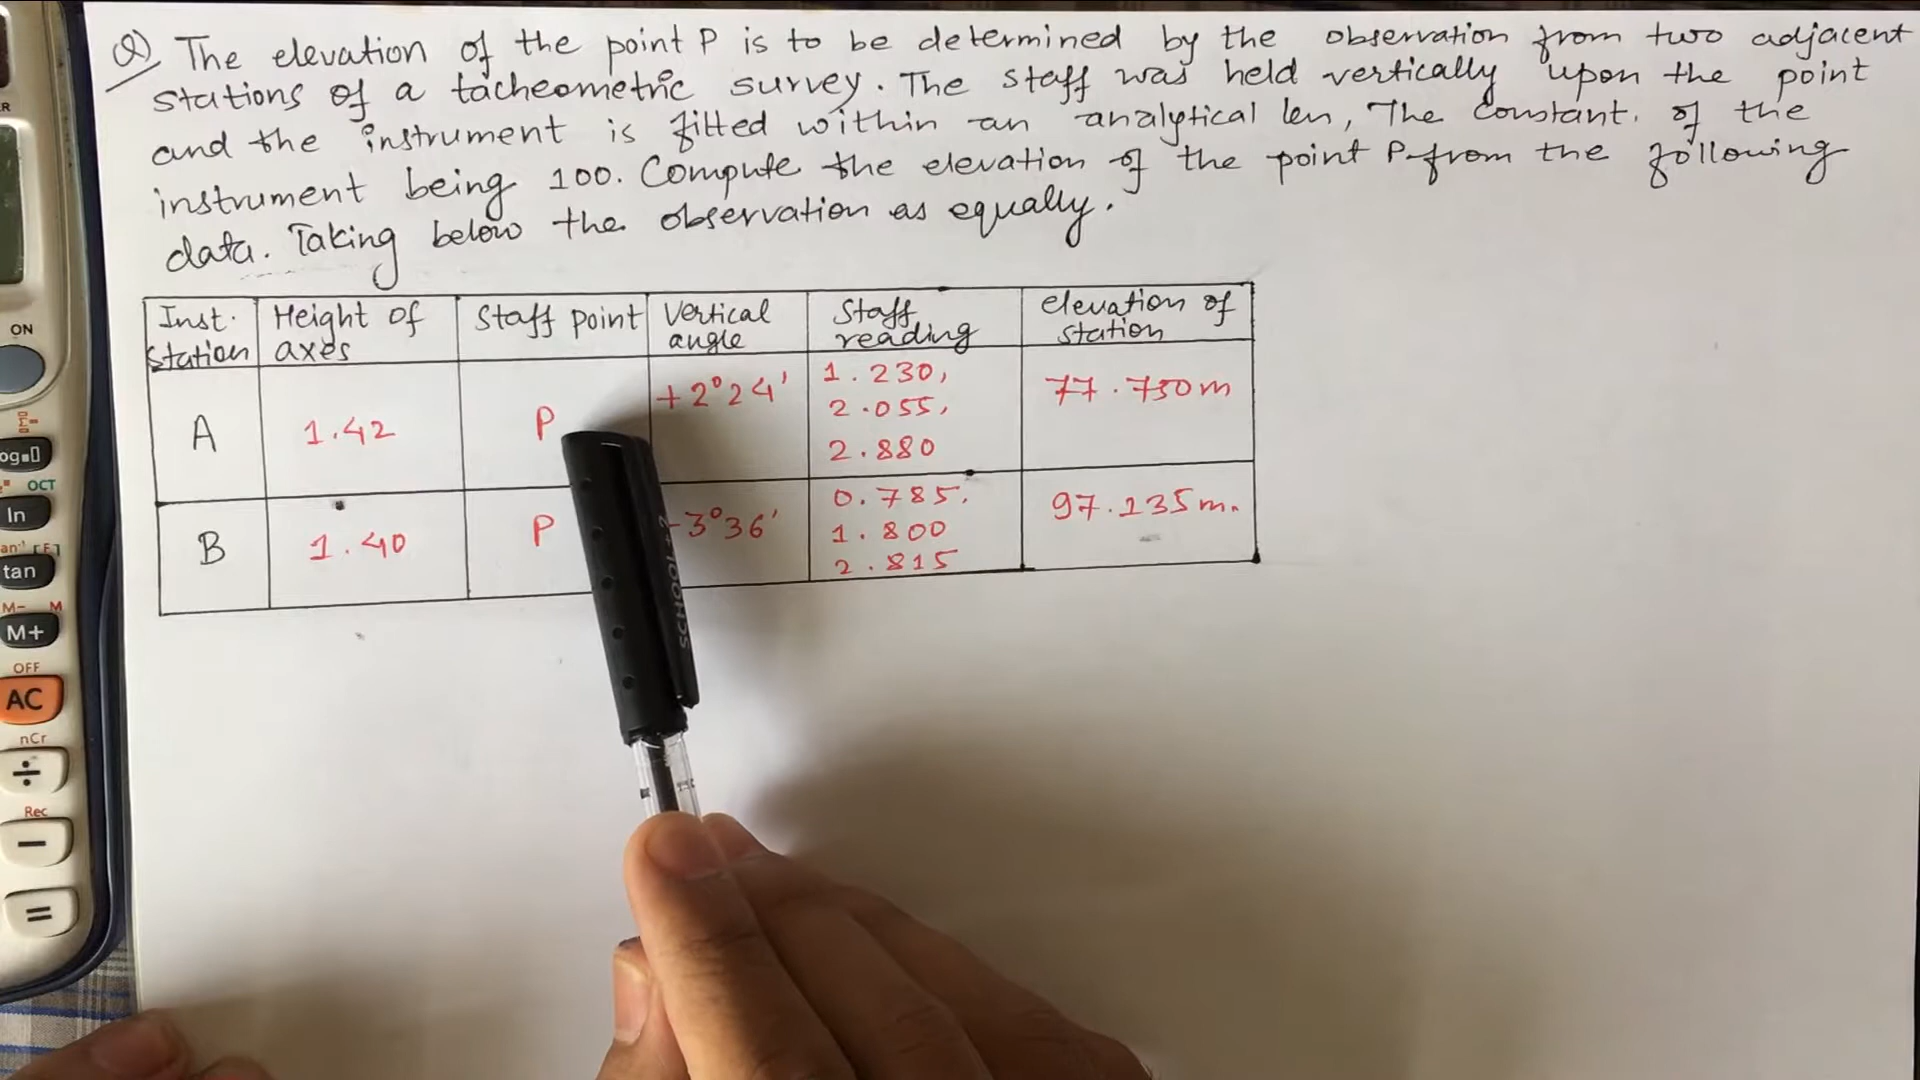 Q) The elevation of the point P is to be determined by the observation from two adjacent
stations of a tacheometric survey. The staff was held vertically upon the point
and the instrument is fitted within an analytical len, The Constant. of the
instrument being 100. Compute the elevation of the point P from the following
data. Taking below the observation as equally.
Inst. station Height of axes Staff point Vertical angle Staff reading elevation of station
A 1.42 P +2°24' 1.230, 2.055, 2.880 77.750m
B 1.40 P -3°36' 0.785, 1.800 2.815 97.135m.
SCHOOL
ON
OCT
ln
tan
M- M
M+
OFF
AC
nCr
÷
Rec
−
=